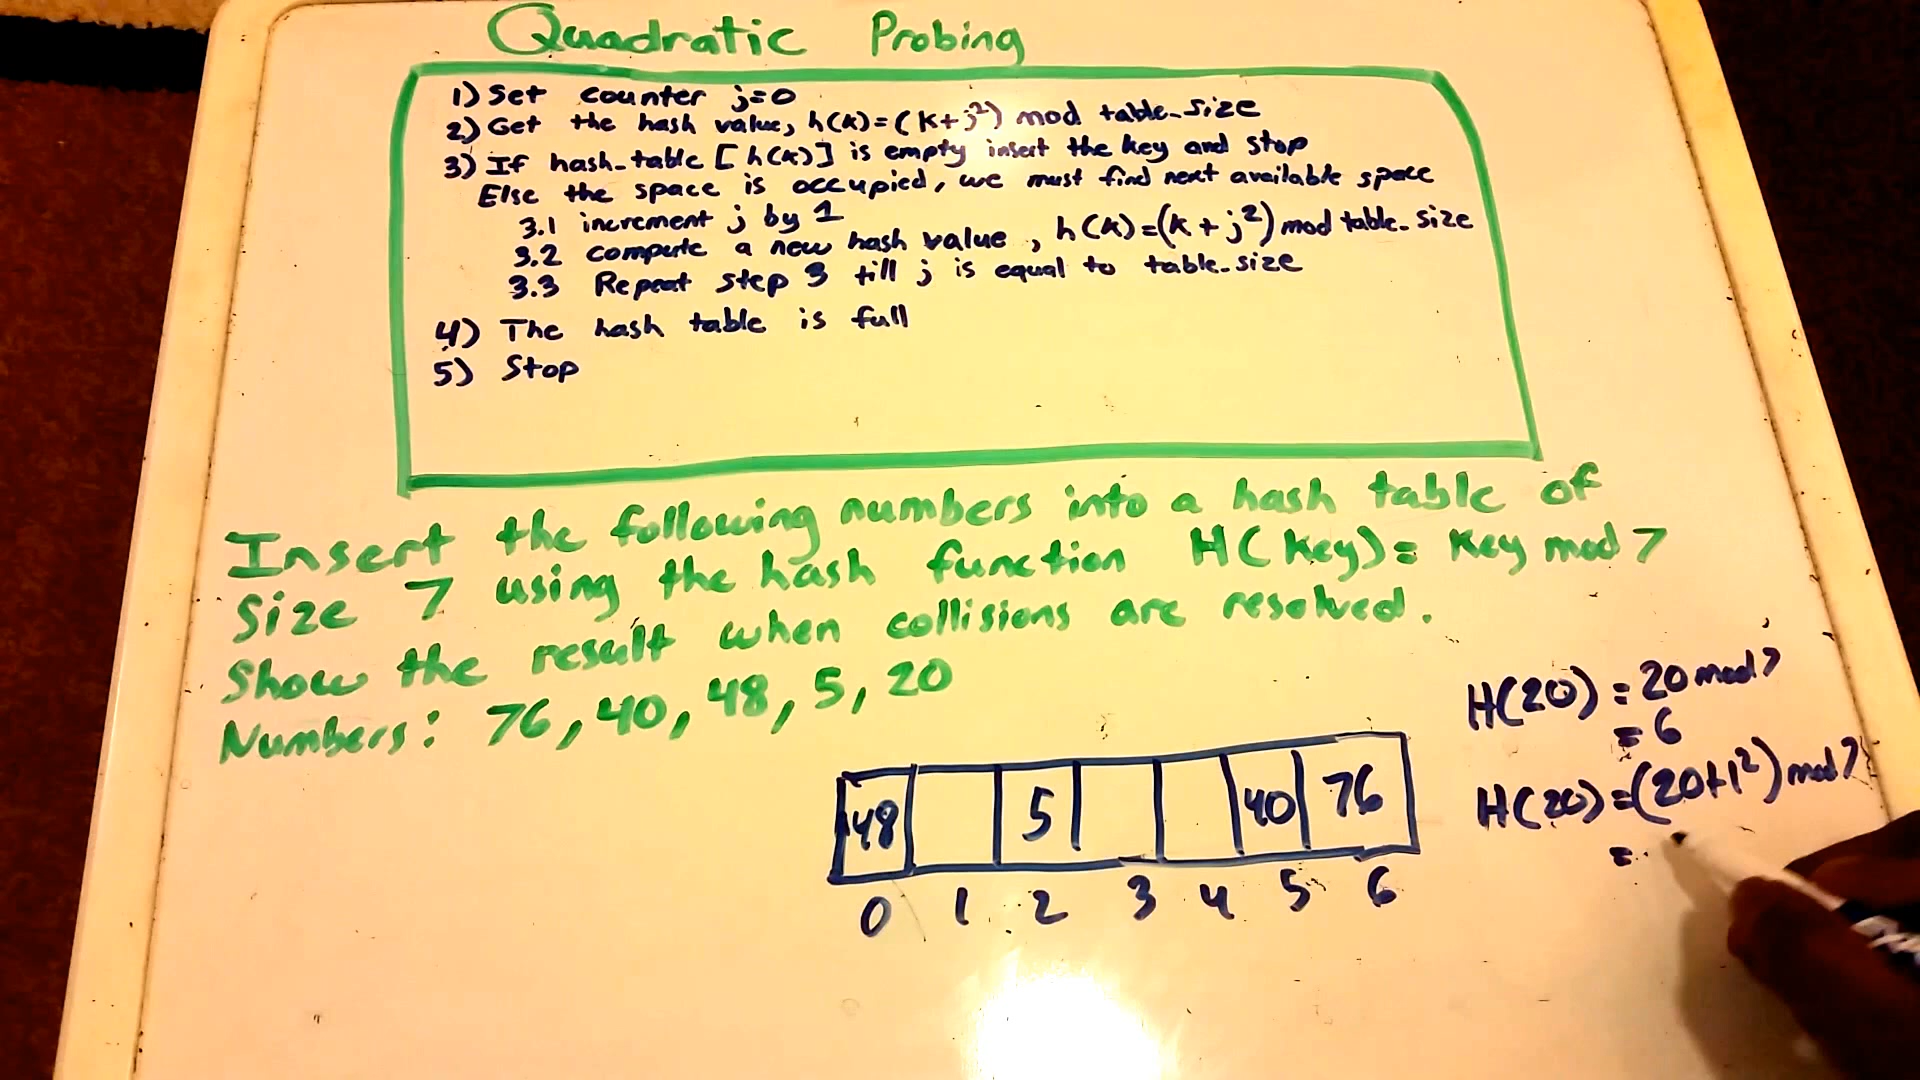 Quadratic Probing
1) Set counter j=0
2) Get the hash value, h(k)=(k+j²) mod table_size
3) If hash_table [h(k)] is empty insert the key and stop
Else the space is occupied, we must find next available space
3.1 increment j by 1
3.2 compute a new hash value, h(k)=(k+j²) mod table_size
3.3 Repeat step 3 till j is equal to table_size
4) The hash table is full
5) Stop
Insert the following numbers into a hash table of
Size 7 using the hash function H(Key)= Key mod 7
Show the result when collisions are resolved.
Numbers: 76, 40, 48, 5, 20
H(20) = 20 mod 7
= 6
H(20)=(20+1²) mod 7
=
48 5 40 76
0 1 2 3 4 5 6